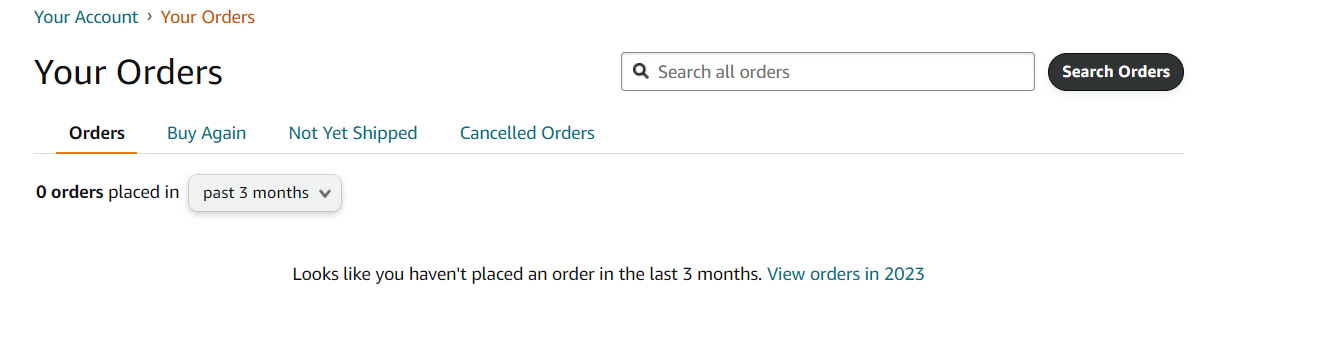 Your Account › Your Orders
Your Orders
Search all orders
Search Orders
Orders Buy Again Not Yet Shipped Cancelled Orders
0 orders placed in past 3 months
Looks like you haven't placed an order in the last 3 months. View orders in 2023